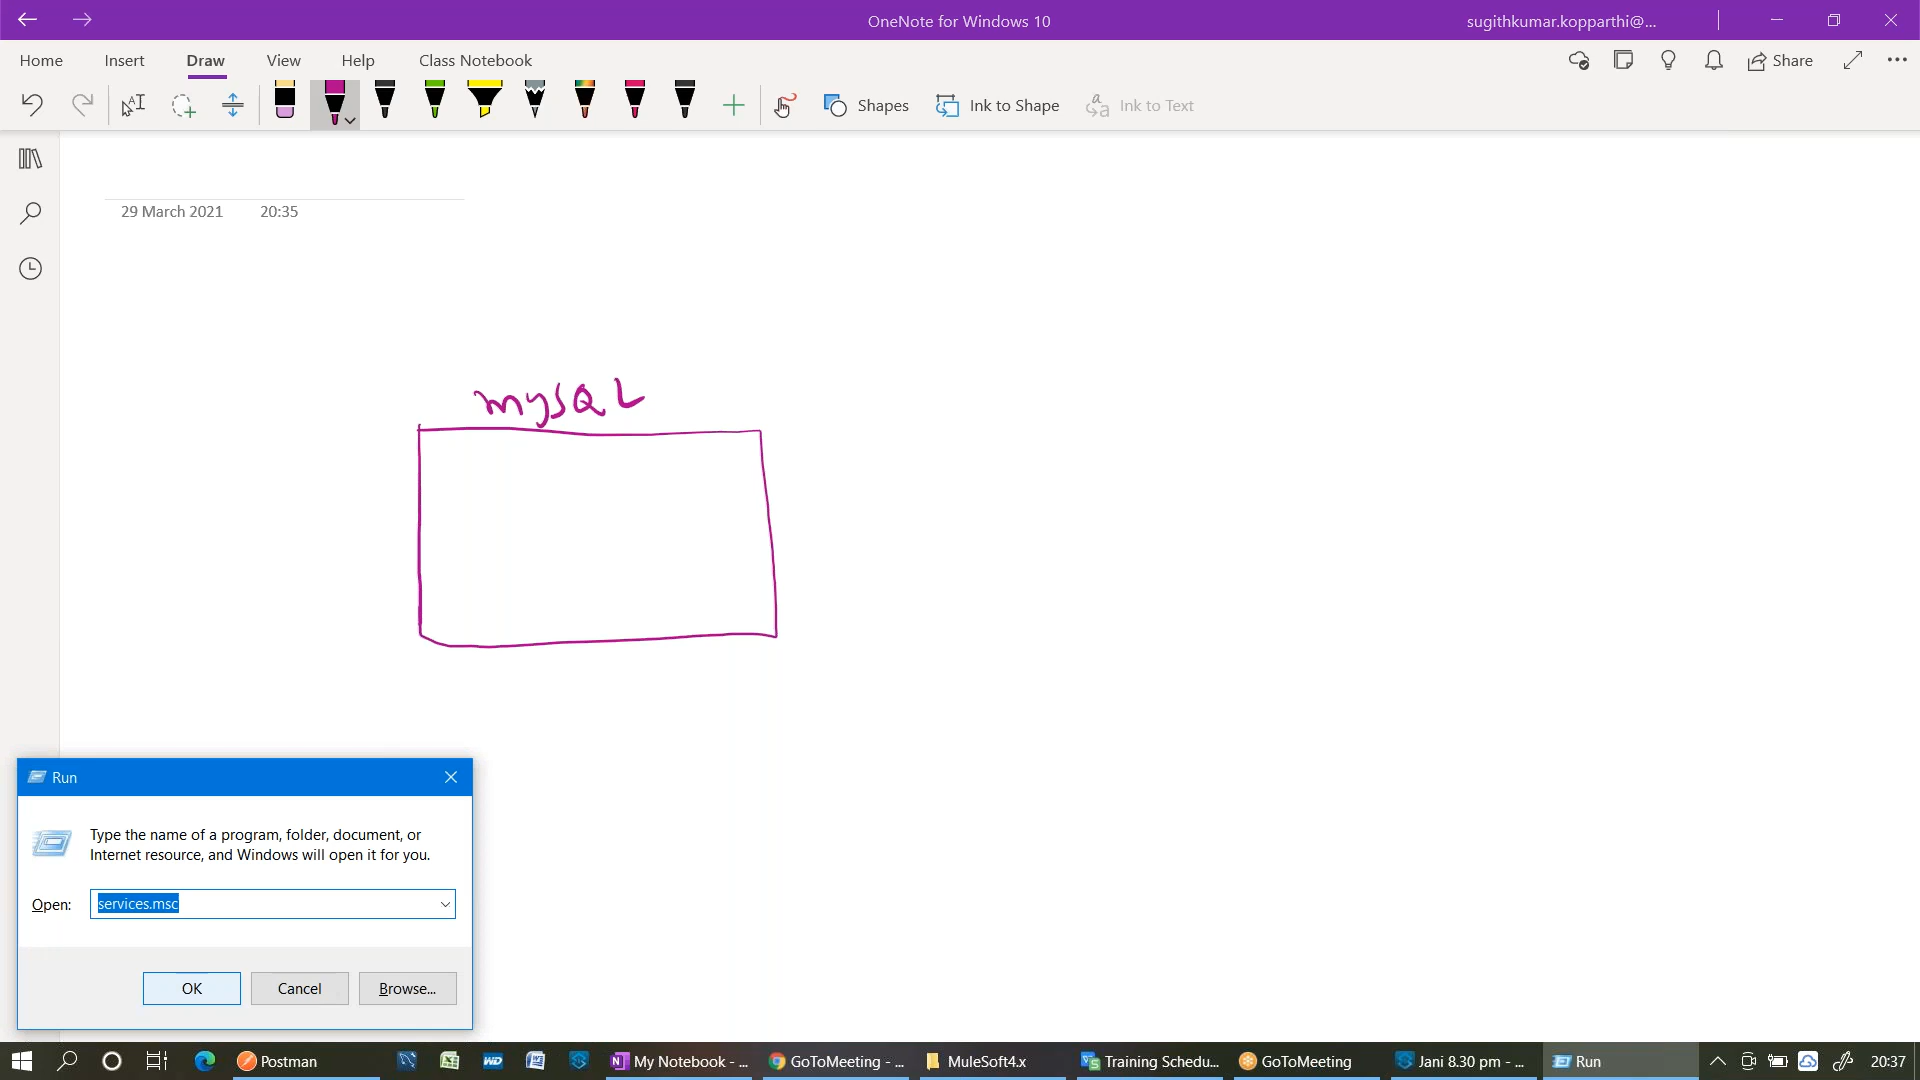 OneNote for Windows 10
sugithkumar.kopparthi@...
Home Insert Draw View Help Class Notebook
Share
Shapes Ink to Shape Ink to Text
29 March 2021 20:35
mySQL
Run
Type the name of a program, folder, document, or
Internet resource, and Windows will open it for you.
Open: services.msc
OK Cancel Browse...
Postman My Notebook - ... GoToMeeting - ... MuleSoft4.x Training Schedu... GoToMeeting Jani 8.30 pm - ... Run 20:37